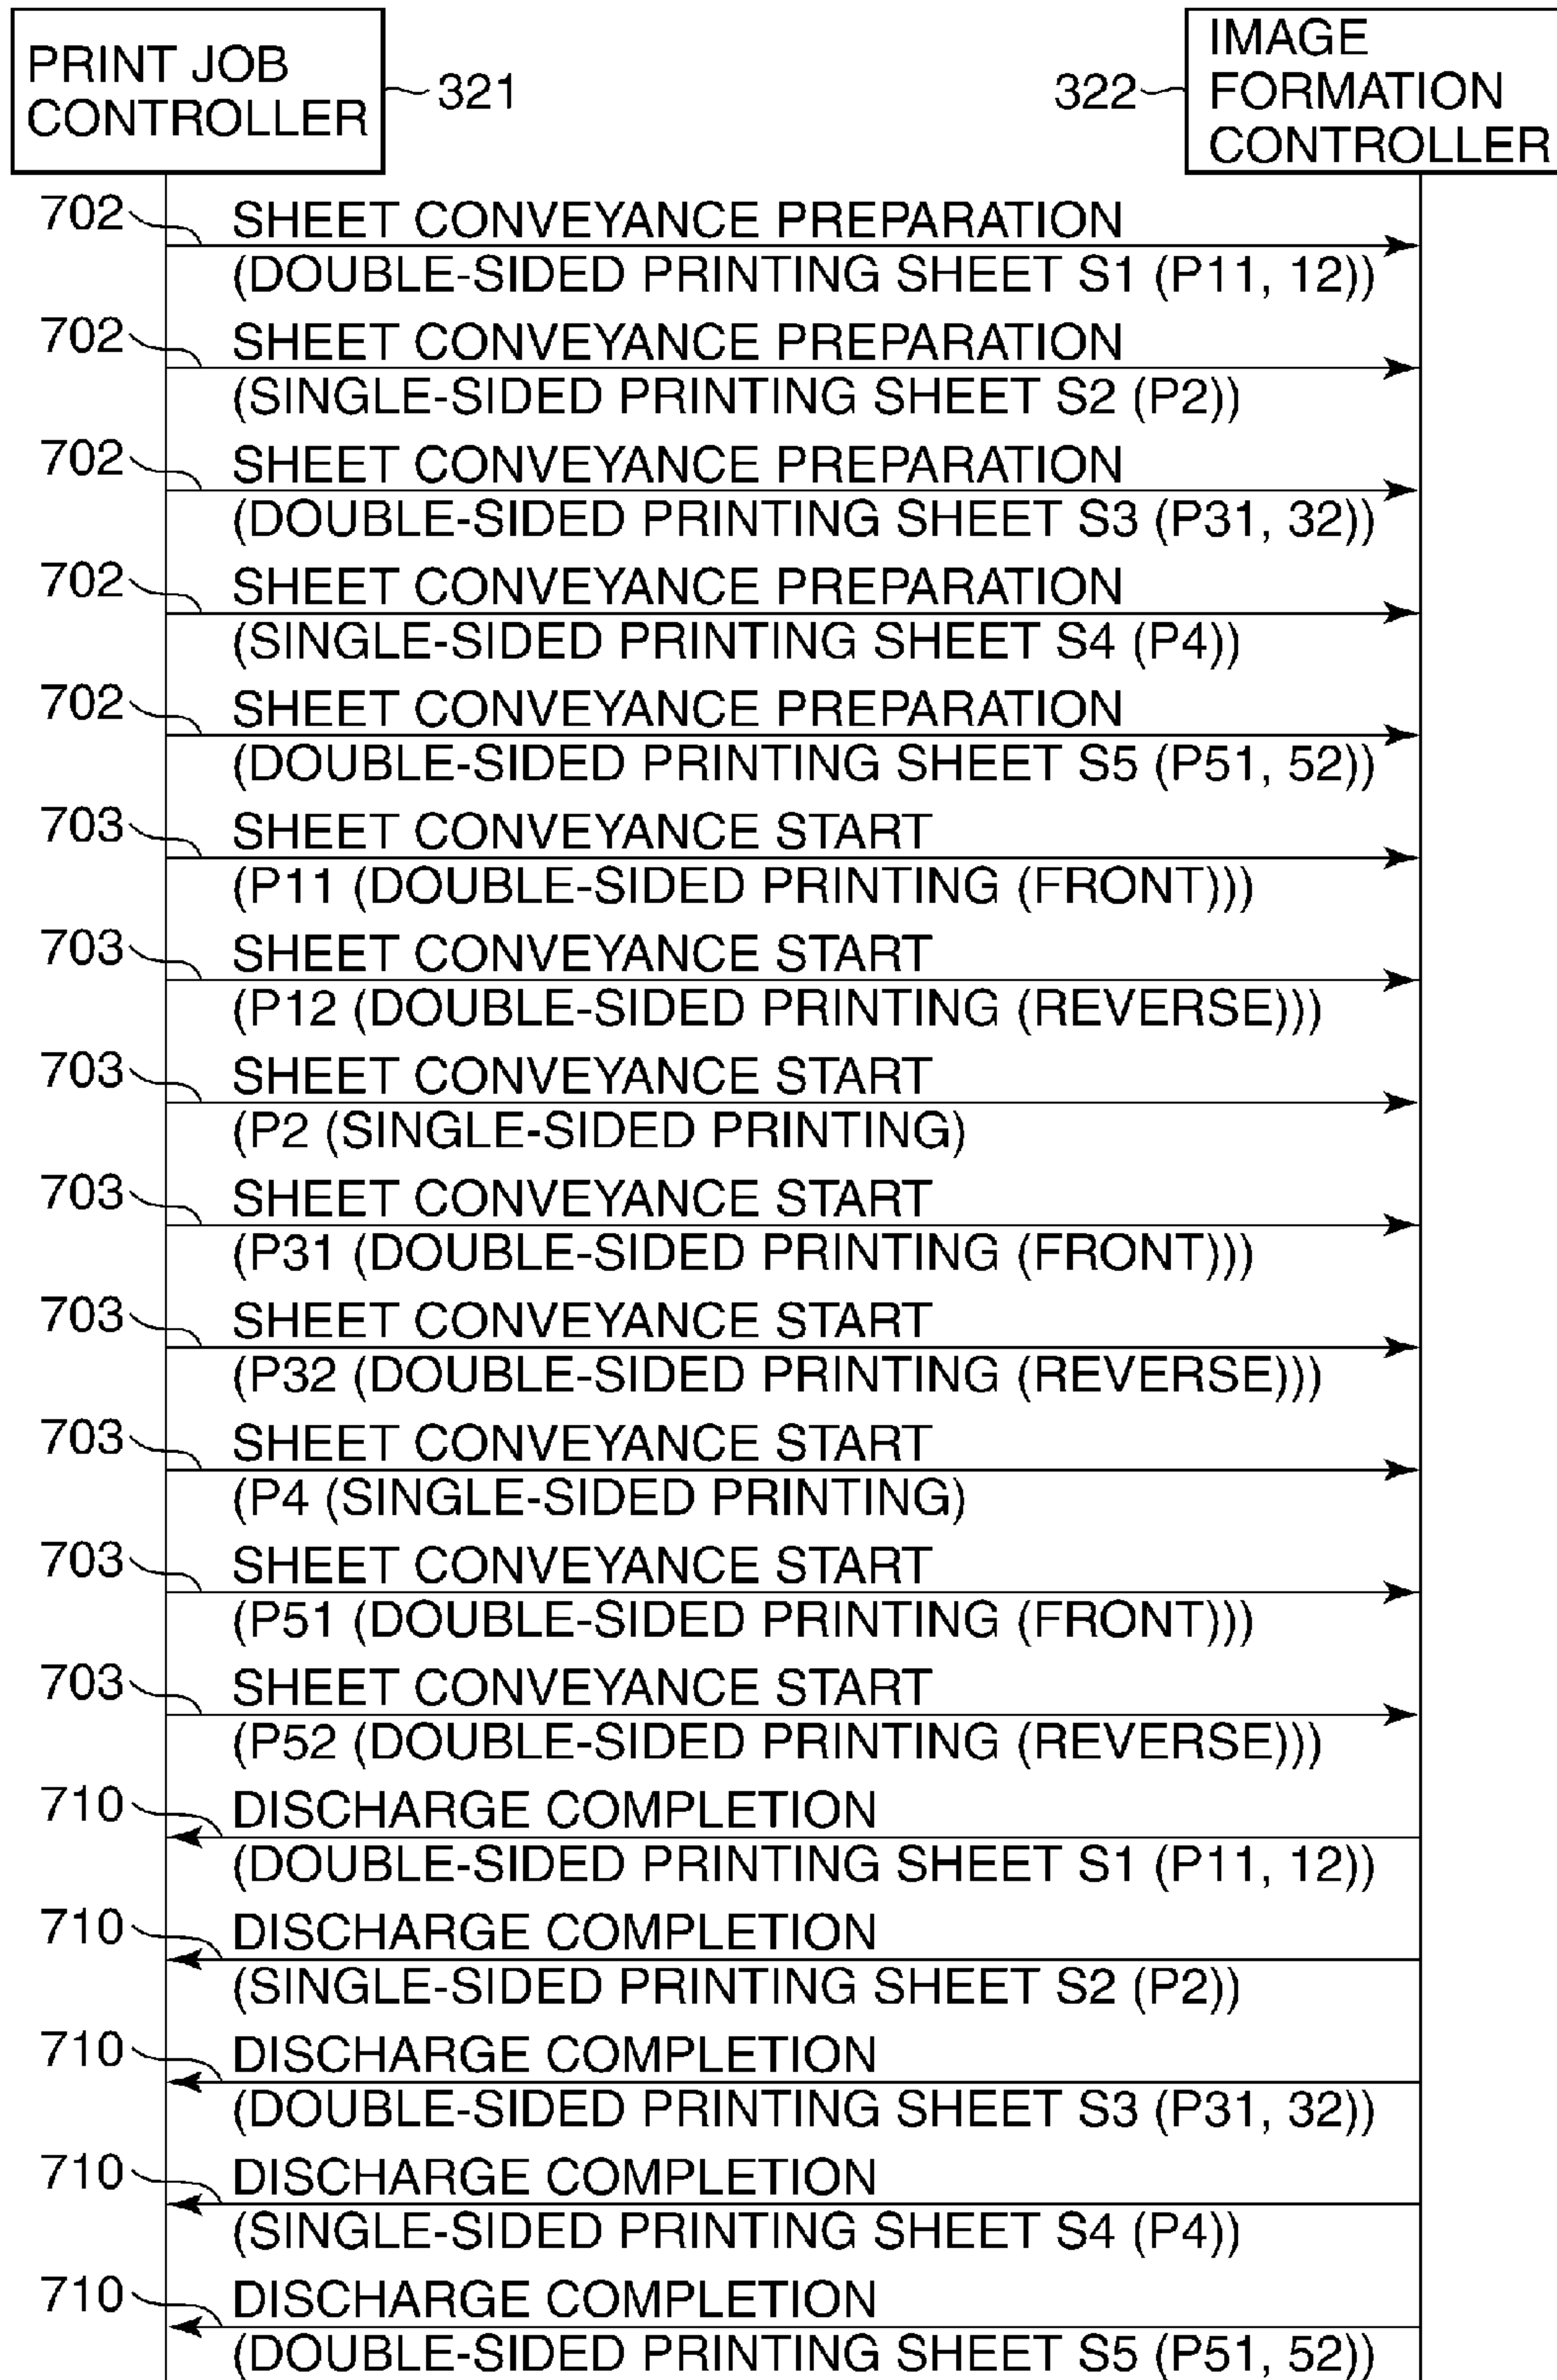 PRINT JOB
CONTROLLER
321
322
IMAGE
FORMATION
CONTROLLER
702
SHEET CONVEYANCE PREPARATION
(DOUBLE-SIDED PRINTING SHEET S1 (P11, 12))
702
SHEET CONVEYANCE PREPARATION
(SINGLE-SIDED PRINTING SHEET S2 (P2))
702
SHEET CONVEYANCE PREPARATION
(DOUBLE-SIDED PRINTING SHEET S3 (P31, 32))
702
SHEET CONVEYANCE PREPARATION
(SINGLE-SIDED PRINTING SHEET S4 (P4))
702
SHEET CONVEYANCE PREPARATION
(DOUBLE-SIDED PRINTING SHEET S5 (P51, 52))
703
SHEET CONVEYANCE START
(P11 (DOUBLE-SIDED PRINTING (FRONT)))
703
SHEET CONVEYANCE START
(P12 (DOUBLE-SIDED PRINTING (REVERSE)))
703
SHEET CONVEYANCE START
(P2 (SINGLE-SIDED PRINTING)
703
SHEET CONVEYANCE START
(P31 (DOUBLE-SIDED PRINTING (FRONT)))
703
SHEET CONVEYANCE START
(P32 (DOUBLE-SIDED PRINTING (REVERSE)))
703
SHEET CONVEYANCE START
(P4 (SINGLE-SIDED PRINTING)
703
SHEET CONVEYANCE START
(P51 (DOUBLE-SIDED PRINTING (FRONT)))
703
SHEET CONVEYANCE START
(P52 (DOUBLE-SIDED PRINTING (REVERSE)))
710
DISCHARGE COMPLETION
(DOUBLE-SIDED PRINTING SHEET S1 (P11, 12))
710
DISCHARGE COMPLETION
(SINGLE-SIDED PRINTING SHEET S2 (P2))
710
DISCHARGE COMPLETION
(DOUBLE-SIDED PRINTING SHEET S3 (P31, 32))
710
DISCHARGE COMPLETION
(SINGLE-SIDED PRINTING SHEET S4 (P4))
710
DISCHARGE COMPLETION
(DOUBLE-SIDED PRINTING SHEET S5 (P51, 52))